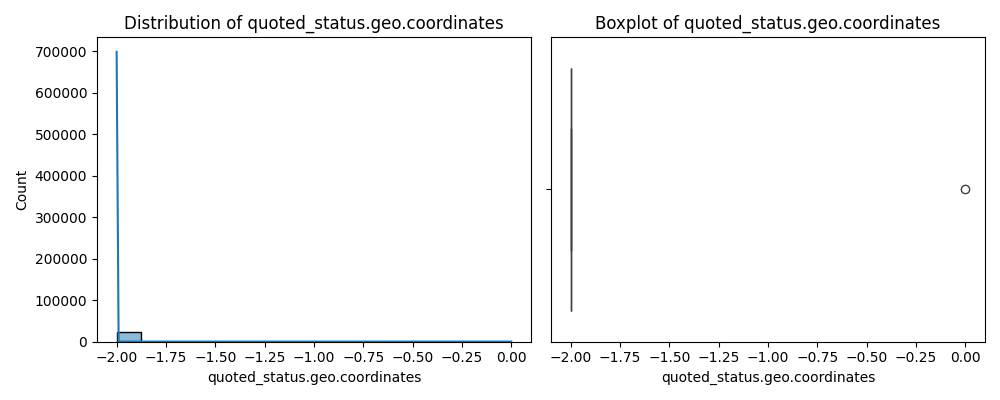 Distribution of quoted_status.geo.coordinates
Count
700000
600000
500000
400000
300000
200000
100000
0
−2.00 −1.75 −1.50 −1.25 −1.00 −0.75 −0.50 −0.25 0.00
quoted_status.geo.coordinates
Boxplot of quoted_status.geo.coordinates
−2.00 −1.75 −1.50 −1.25 −1.00 −0.75 −0.50 −0.25 0.00
quoted_status.geo.coordinates